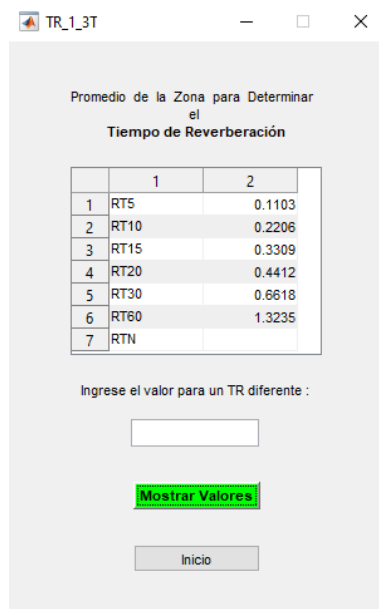 TR_1_3T
Promedio de la Zona para Determinar
el
Tiempo de Reverberación
1 2
1 RT5 0.1103
2 RT10 0.2206
3 RT15 0.3309
4 RT20 0.4412
5 RT30 0.6618
6 RT60 1.3235
7 RTN
Ingrese el valor para un TR diferente :
Mostrar Valores
Inicio